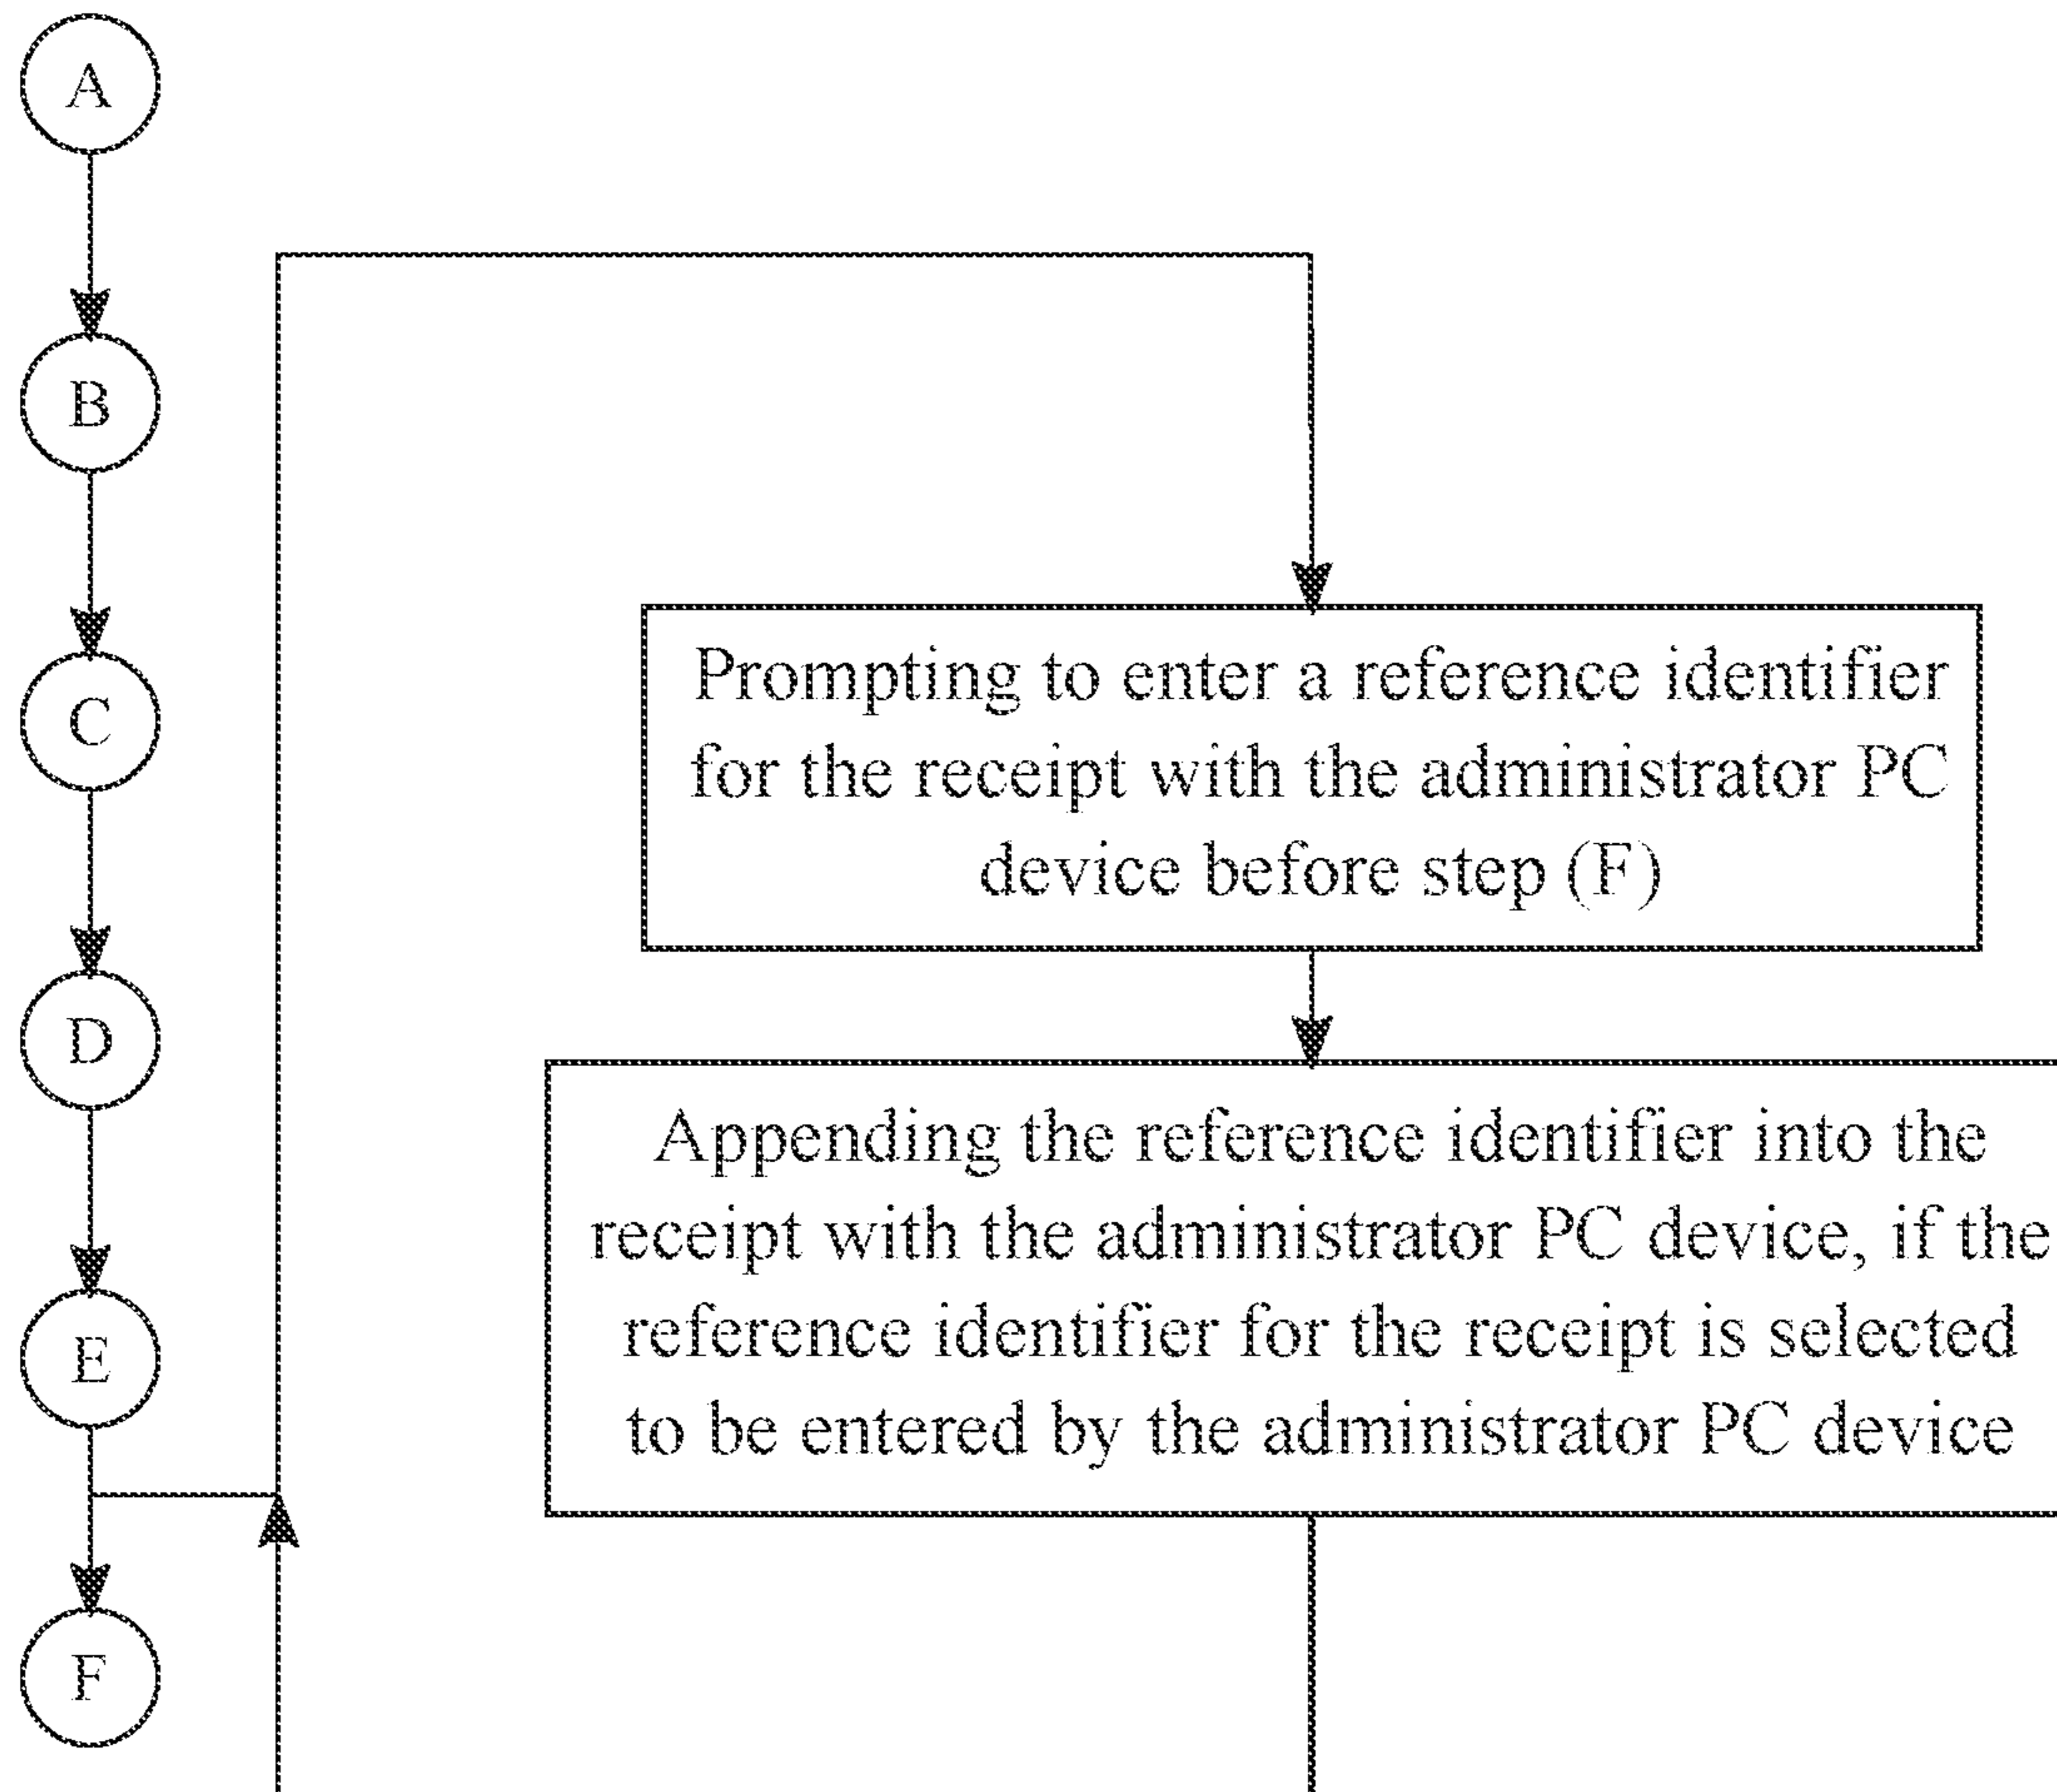 A
B
C
D
E
F
Prompting to enter a reference identifier
for the receipt with the administrator PC
device before step (F)
Appending the reference identifier into the
receipt with the administrator PC device, if the
reference identifier for the receipt is selected
to be entered by the administrator PC device